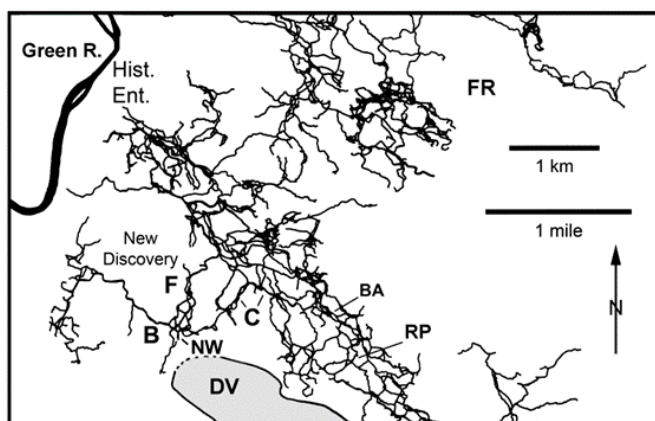 Green R.
Hist.
Ent.
FR
1 km
1 mile
New
Discovery
F
BA
C
N
B
RP
NW
DV